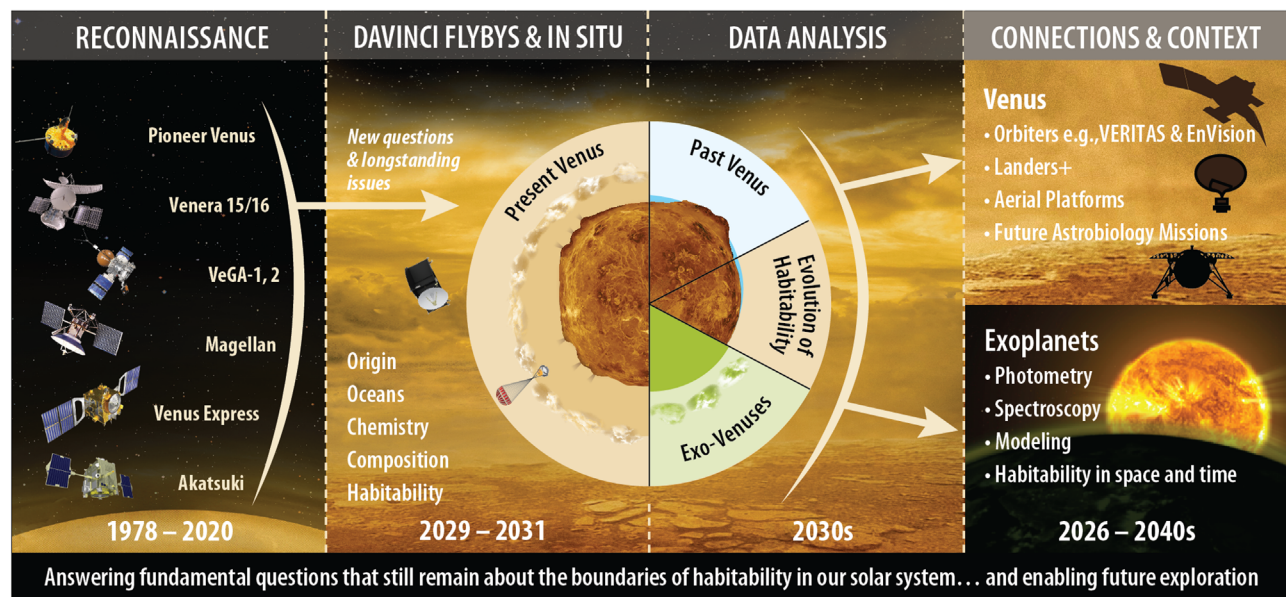 RECONNAISSANCE
Pioneer Venus
Venera 15/16
VeGA-1, 2
Magellan
Venus Express
Akatsuki
1978 – 2020
DAVINCI FLYBYS & IN SITU
New questions
& longstanding
issues
Present Venus
Origin
Oceans
Chemistry
Composition
Habitability
2029 – 2031
DATA ANALYSIS
Past Venus
Evolution of
Habitability
Exo-Venuses
2030s
CONNECTIONS & CONTEXT
Venus
• Orbiters e.g.,VERITAS & EnVision
• Landers+
• Aerial Platforms
• Future Astrobiology Missions
Exoplanets
• Photometry
• Spectroscopy
• Modeling
• Habitability in space and time
2026 – 2040s
Answering fundamental questions that still remain about the boundaries of habitability in our solar system… and enabling future exploration